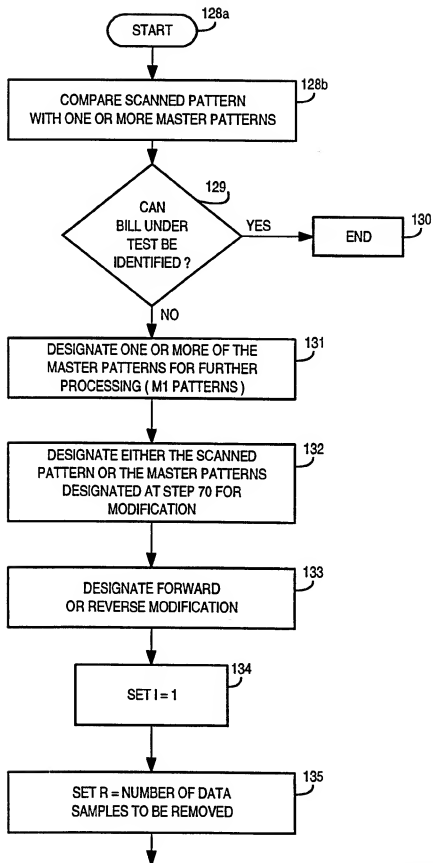 128a
START
128b
COMPARE SCANNED PATTERN
WITH ONE OR MORE MASTER PATTERNS
129
CAN
BILL UNDER
TEST BE
IDENTIFIED ?
YES
130
END
NO
131
DESIGNATE ONE OR MORE OF THE
MASTER PATTERNS FOR FURTHER
PROCESSING ( M1 PATTERNS )
132
DESIGNATE EITHER THE SCANNED
PATTERN OR THE MASTER PATTERNS
DESIGNATED AT STEP 70 FOR
MODIFICATION
133
DESIGNATE FORWARD
OR REVERSE MODIFICATION
134
SET I = 1
135
SET R = NUMBER OF DATA
SAMPLES TO BE REMOVED